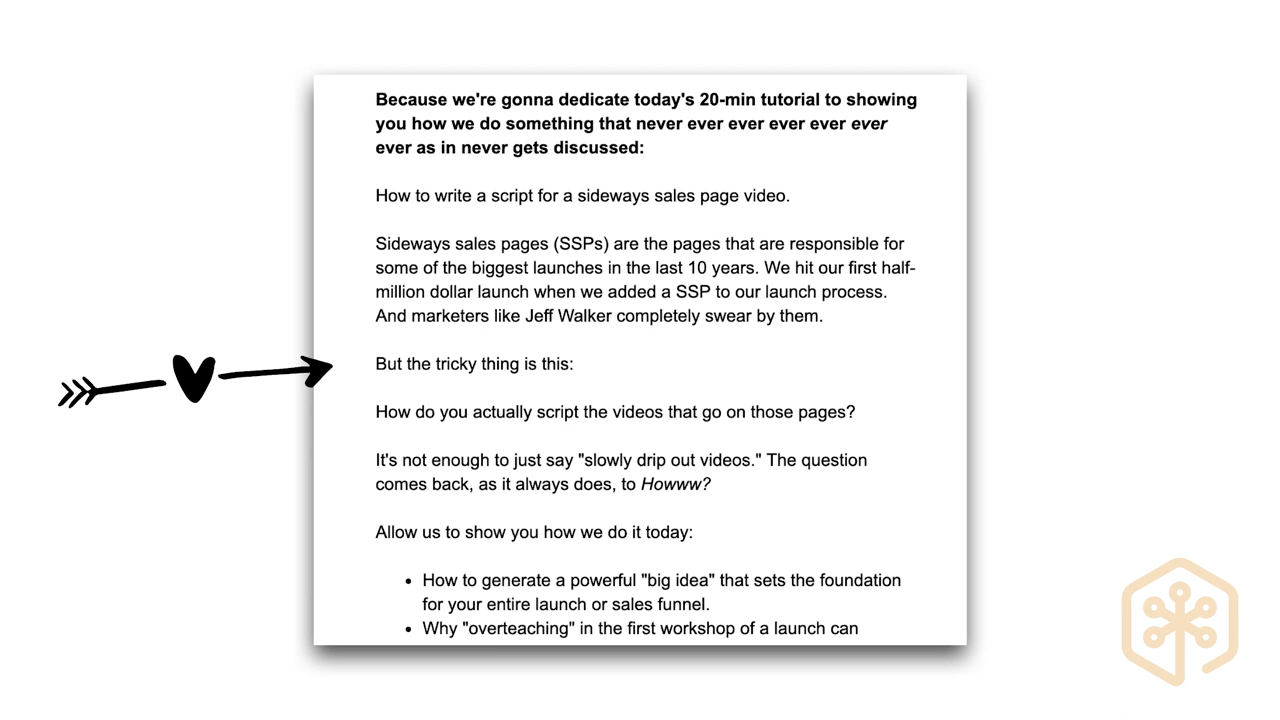 Because we're gonna dedicate today's 20-min tutorial to showing
you how we do something that never ever ever ever ever ever
ever as in never gets discussed:
How to write a script for a sideways sales page video.
Sideways sales pages (SSPs) are the pages that are responsible for
some of the biggest launches in the last 10 years. We hit our first half-
million dollar launch when we added a SSP to our launch process.
And marketers like Jeff Walker completely swear by them.
But the tricky thing is this:
How do you actually script the videos that go on those pages?
It's not enough to just say "slowly drip out videos." The question
comes back, as it always does, to Howww?
Allow us to show you how we do it today:
• How to generate a powerful "big idea" that sets the foundation
for your entire launch or sales funnel.
• Why "overteaching" in the first workshop of a launch can